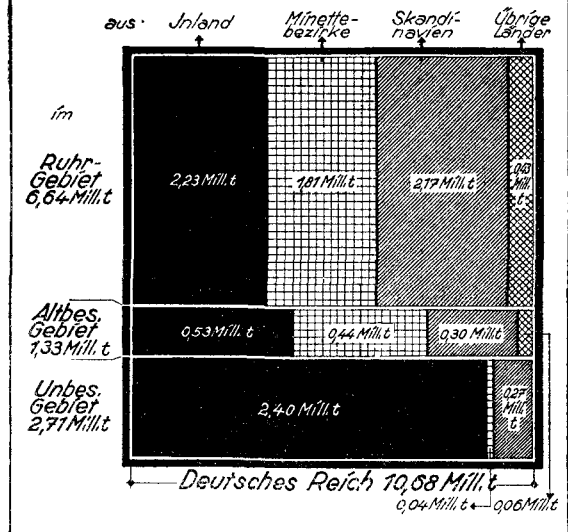 aus: Jnland Minette-bezirke Skandi-navien Übrige Länder
im
Ruhr-
Gebiet
6,64 Mill.t
2,23 Mill.t 1,81 Mill.t 2,17 Mill.t 0,43 Mill. t
Altbes.
Gebiet
1,33 Mill. t
0,53 Mill. t 0,44 Mill. t 0,30 Mill. t
Unbes.
Gebiet
2,71 Mill. t
2,40 Mill. t 0,27 Mill t
Deutsches Reich 10,68 Mill. t
0,04 Mill. t 0,06 Mill. t